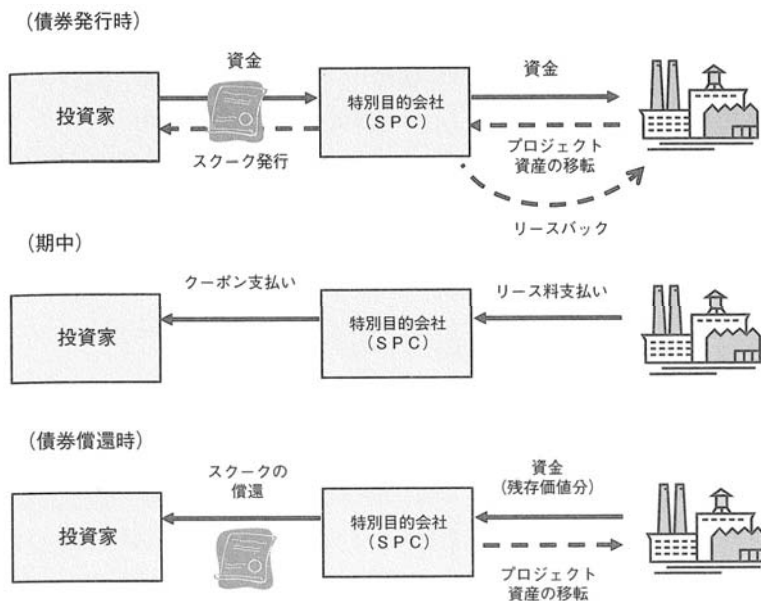 (債券発行時)
資金
投資家
特別目的会社
(SPC)
資金
スクーク発行
プロジェクト
資産の移転
リースバック
(期中)
クーポン支払い
リース料支払い
投資家
特別目的会社
(SPC)
(債券償還時)
スクークの
償還
資金
(残存価値分)
投資家
特別目的会社
(SPC)
プロジェクト
資産の移転